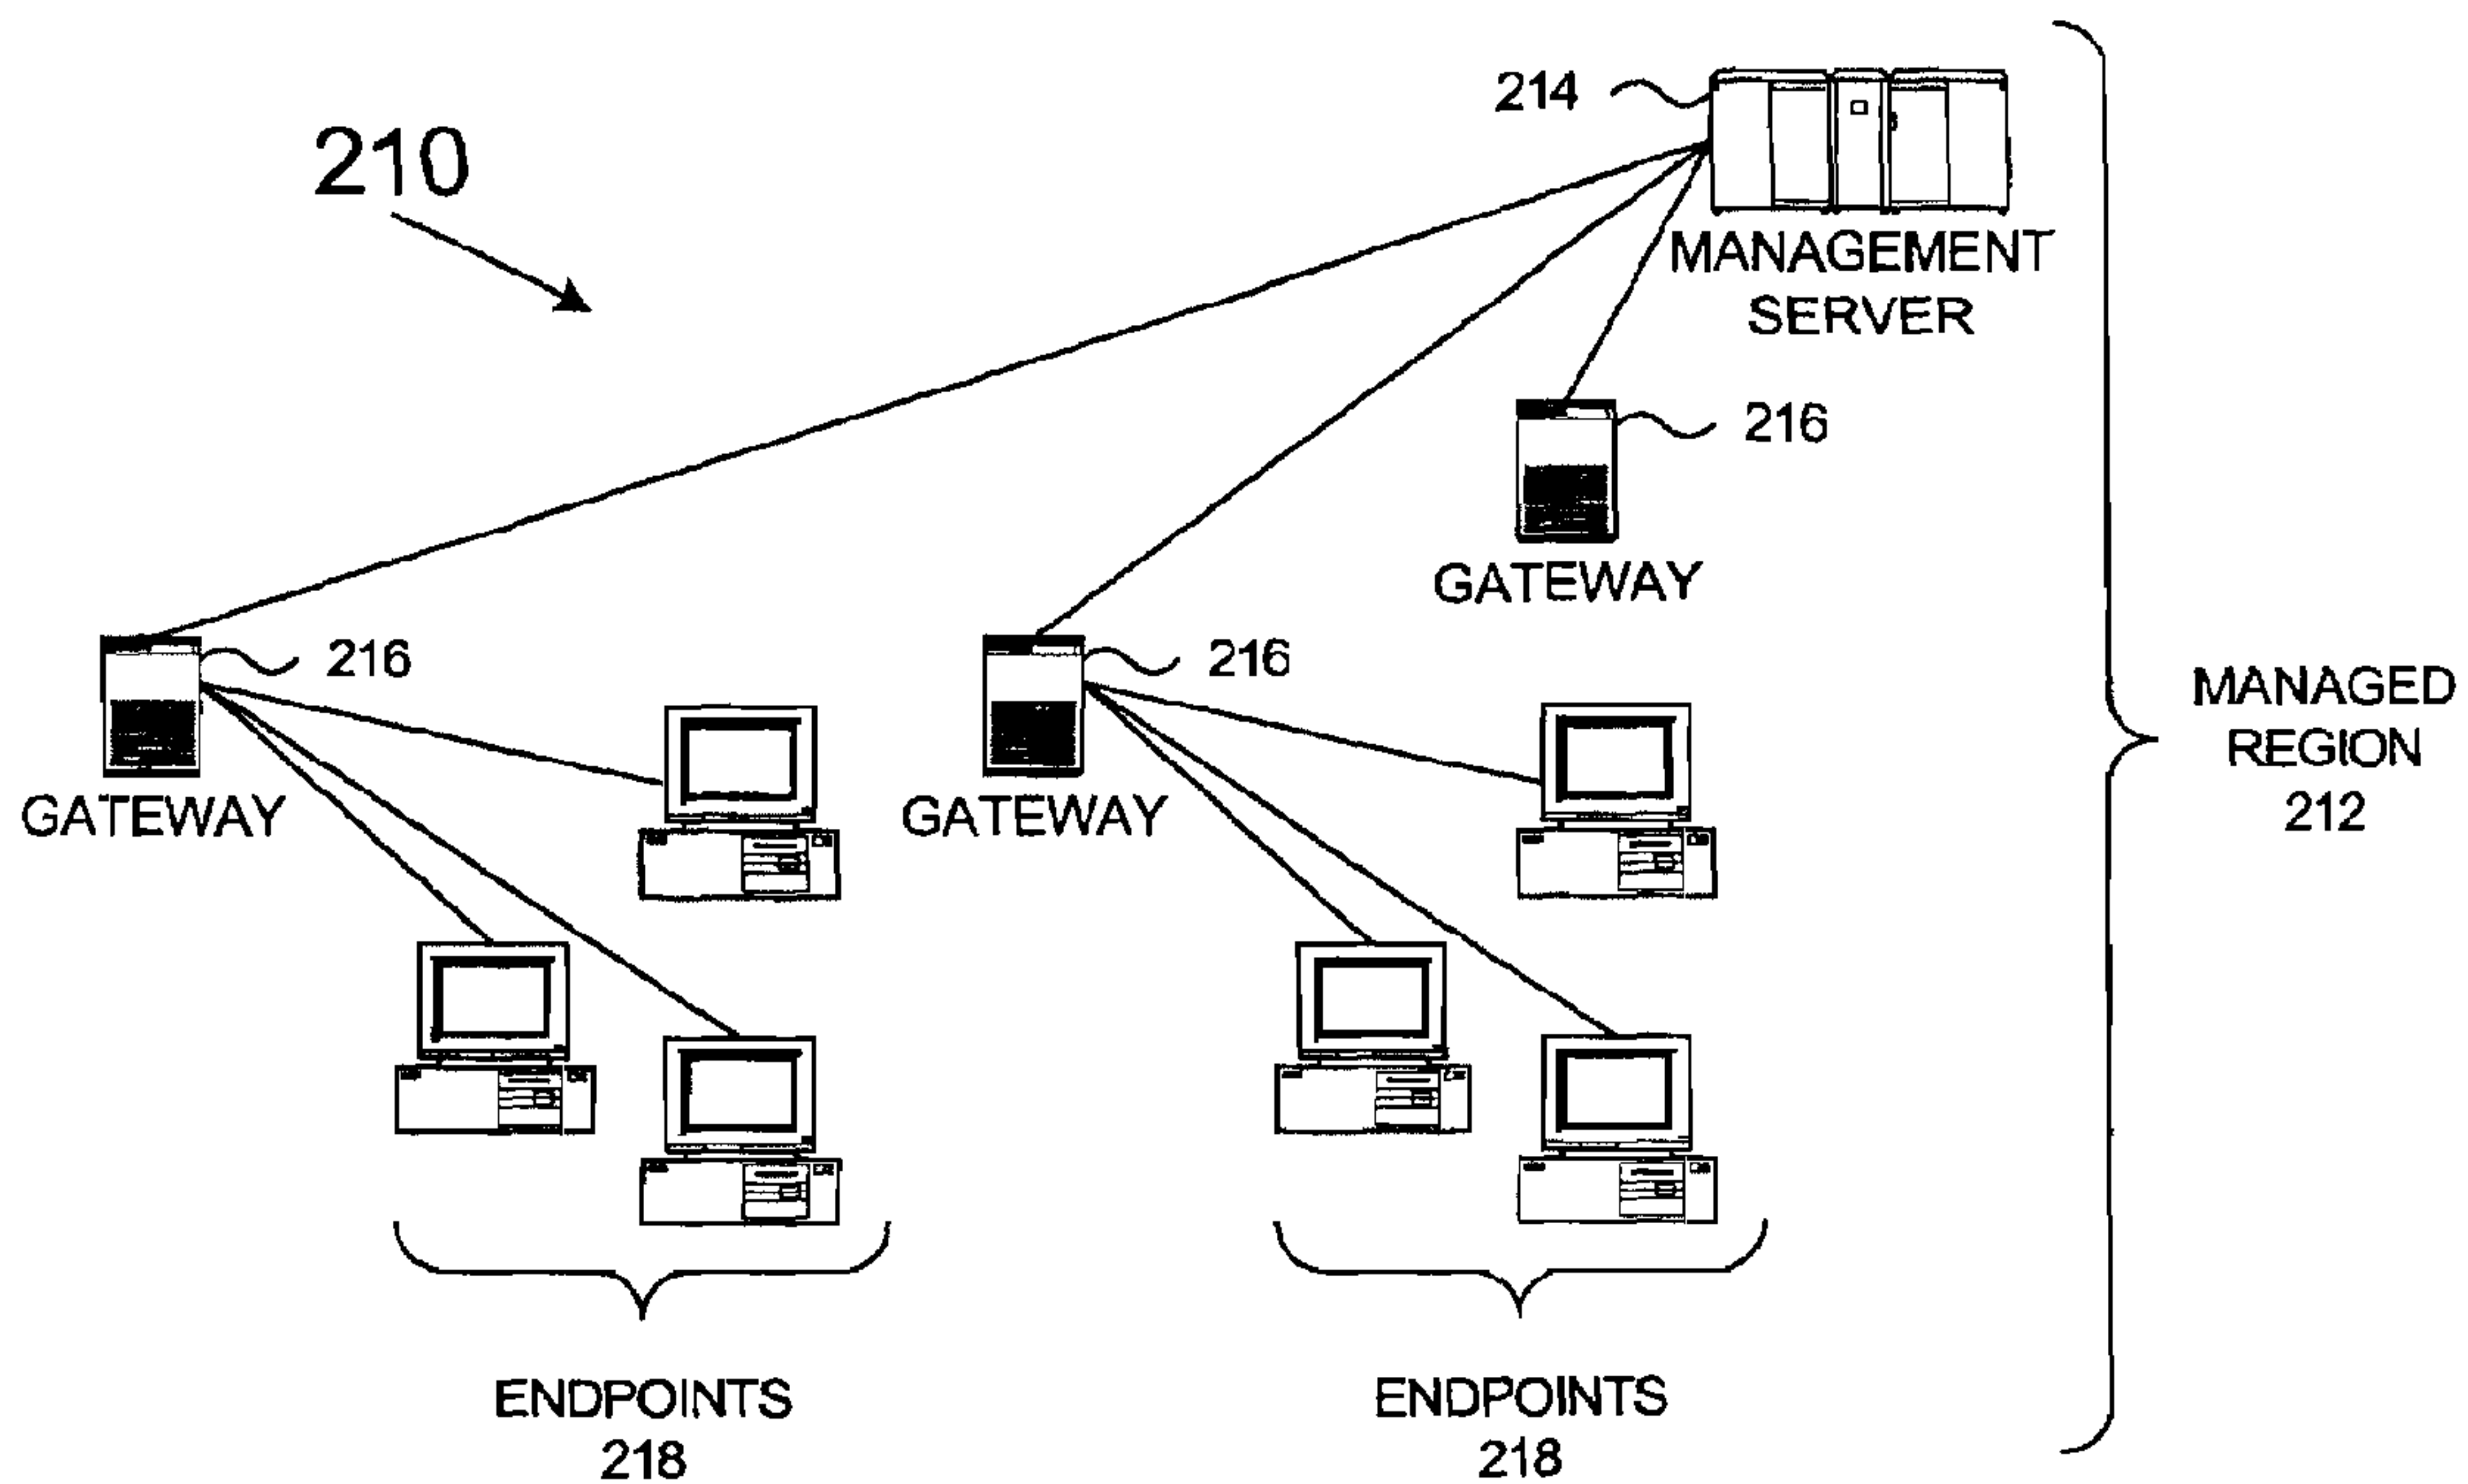 210
214
MANAGEMENT
SERVER
216
GATEWAY
216
216
GATEWAY
GATEWAY
MANAGED
REGION
212
ENDPOINTS
218
ENDPOINTS
218